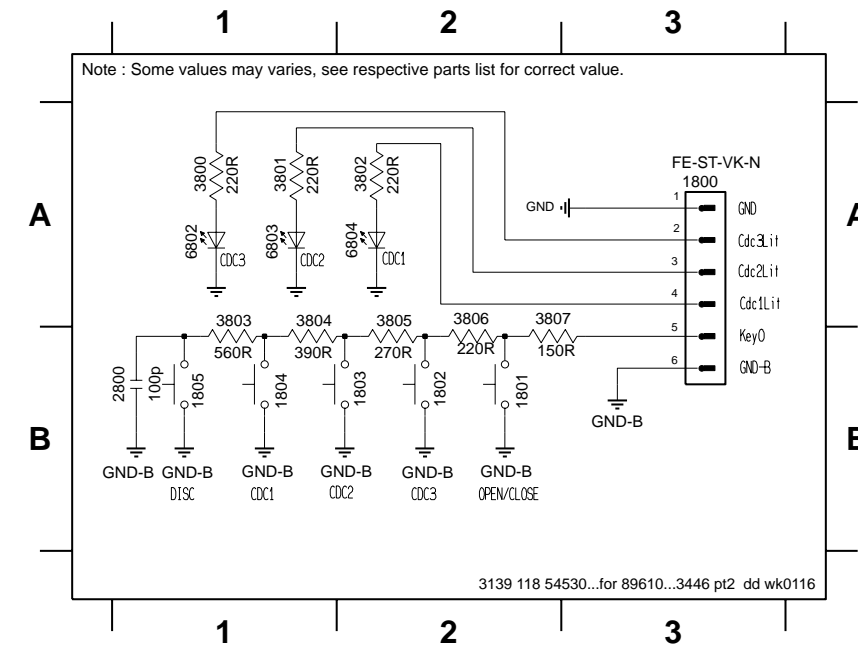 1 2 3
Note : Some values may varies, see respective parts list for correct value.
A
A
3800
220R
3801
220R
3802
220R
FE-ST-VK-N
1800
1
GND
GND
2
Cdc3Lit
3
Cdc2Lit
4
Cdc1Lit
5
Key0
6
GND-B
6802
CDC3
6803
CDC2
6804
CDC1
3803 3804 3805 3806 3807
560R 390R 270R 220R 150R
2800
100p
1805
1804
1803
1802
1801
GND-B
B
B
GND-B GND-B GND-B GND-B GND-B GND-B
DISC CDC1 CDC2 CDC3 OPEN/CLOSE
3139 118 54530...for 89610...3446 pt2 dd wk0116
1 2 3